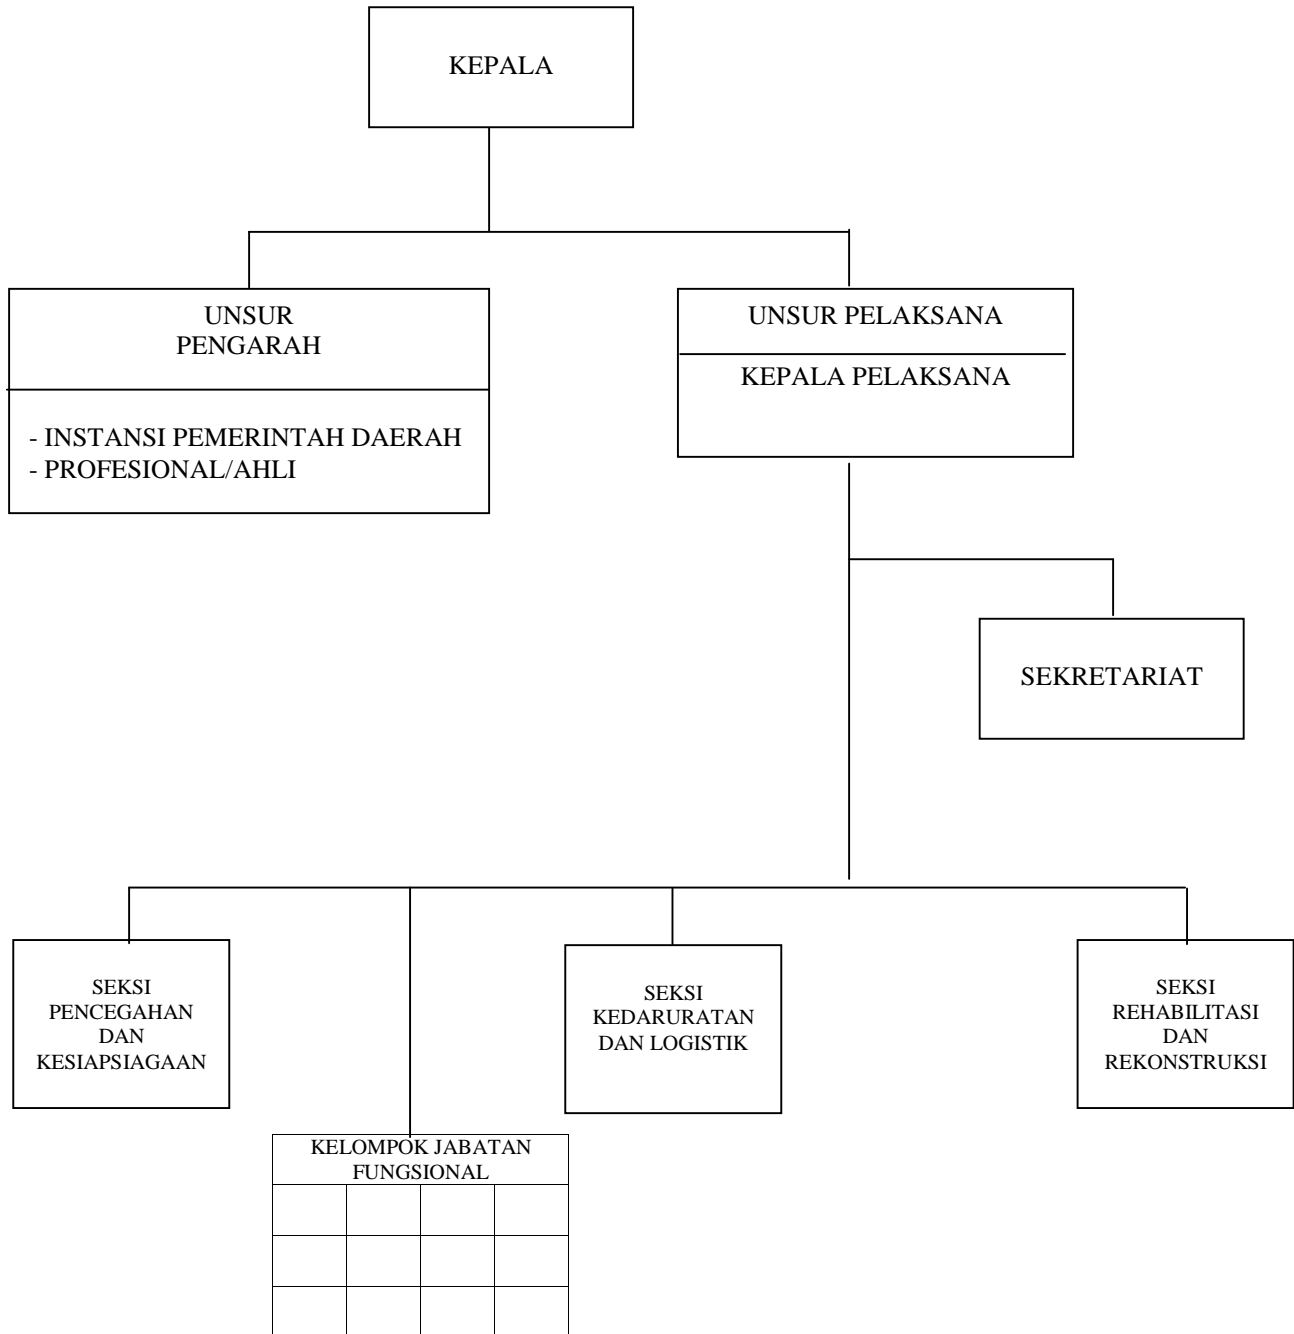 KEPALA
UNSUR
PENGARAH
- INSTANSI PEMERINTAH DAERAH
- PROFESIONAL/AHLI
UNSUR PELAKSANA
KEPALA PELAKSANA
SEKRETARIAT
SEKSI
PENCEGAHAN
DAN
KESIAPSIAGAAN
KELOMPOK JABATAN
FUNGSIONAL
SEKSI
KEDARURATAN
DAN LOGISTIK
SEKSI
REHABILITASI
DAN
REKONSTRUKSI